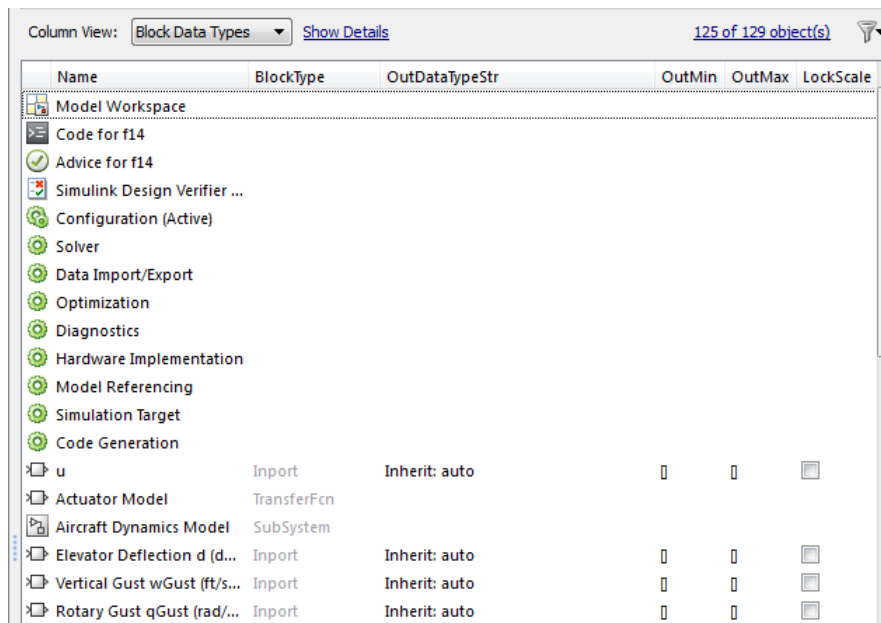 Column View: Block Data Types Show Details 125 of 129 object(s)
Name BlockType OutDataTypeStr OutMin OutMax LockScale
Model Workspace
Code for f14
Advice for f14
Simulink Design Verifier ...
Configuration (Active)
Solver
Data Import/Export
Optimization
Diagnostics
Hardware Implementation
Model Referencing
Simulation Target
Code Generation
u Inport Inherit: auto [] []
Actuator Model TransferFcn
Aircraft Dynamics Model SubSystem
Elevator Deflection d (d... Inport Inherit: auto [] []
Vertical Gust wGust (ft/s... Inport Inherit: auto [] []
Rotary Gust qGust (rad/... Inport Inherit: auto [] []